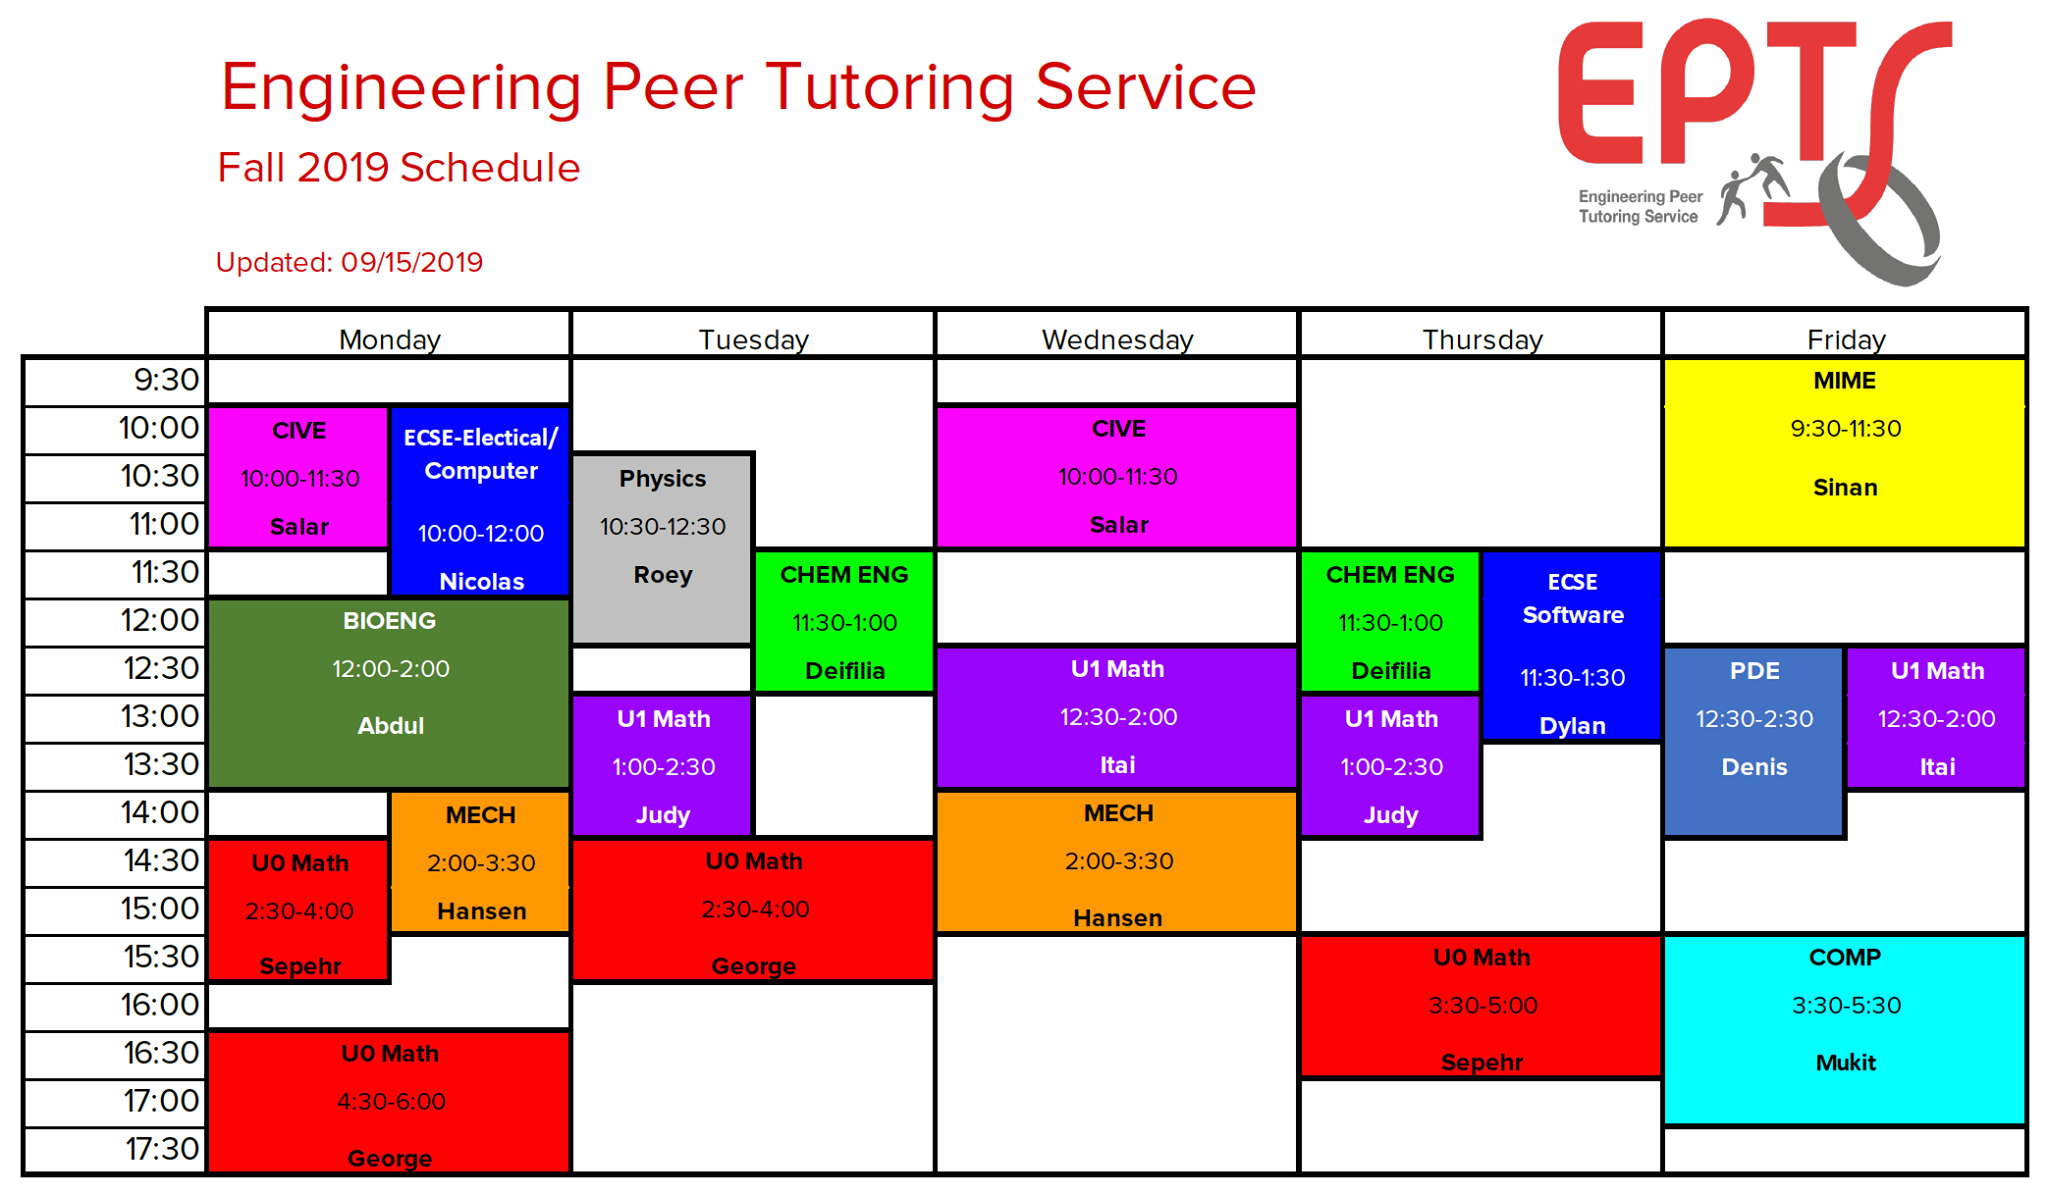 Engineering Peer Tutoring Service
Fall 2019 Schedule
Updated: 09/15/2019
EPTS
Engineering Peer
Tutoring Service
Monday Tuesday Wednesday Thursday Friday
9:30
10:00
10:30
11:00
11:30
12:00
12:30
13:00
13:30
14:00
14:30
15:00
15:30
16:00
16:30
17:00
17:30
CIVE
10:00-11:30
Salar
ECSE-Electical/
Computer
10:00-12:00
Nicolas
BIOENG
12:00-2:00
Abdul
MECH
2:00-3:30
Hansen
U0 Math
2:30-4:00
Sepehr
U0 Math
4:30-6:00
George
Physics
10:30-12:30
Roey
CHEM ENG
11:30-1:00
Deifilia
U1 Math
1:00-2:30
Judy
U0 Math
2:30-4:00
George
CIVE
10:00-11:30
Salar
U1 Math
12:30-2:00
Itai
MECH
2:00-3:30
Hansen
CHEM ENG
11:30-1:00
Deifilia
ECSE
Software
11:30-1:30
Dylan
U1 Math
1:00-2:30
Judy
U0 Math
3:30-5:00
Sepehr
MIME
9:30-11:30
Sinan
PDE
12:30-2:30
Denis
U1 Math
12:30-2:00
Itai
COMP
3:30-5:30
Mukit